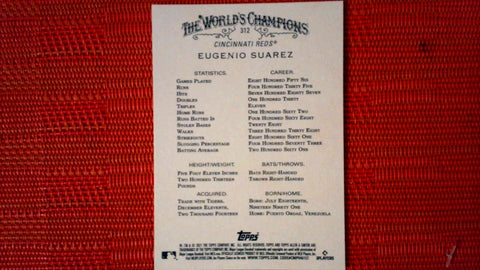 The World's Champions
312
CINCINNATI REDS®
EUGENIO SUAREZ
STATISTICS. CAREER.
Games Played Eight Hundred Fifty Six
Runs Four Hundred Thirty Five
Hits Seven Hundred Eighty Seven
Doubles One Hundred Thirty
Triples Eleven
Home Runs One Hundred Sixty Two
Runs Batted In Four Hundred Sixty Eight
Stolen Bases Twenty Eight
Walks Three Hundred Thirty Eight
Strikeouts Eight Hundred Sixty One
Slugging Percentage Four Hundred Seventy Three
Batting Average Two Hundred Sixty One
HEIGHT/WEIGHT. BATS/THROWS.
Five Foot Eleven Inches Bats Right-Handed
Two Hundred Thirteen Throws Right-Handed
Pounds
ACQUIRED. BORN/HOME.
Trade with Tigers, Born: July Eighteenth,
December Eleventh, Nineteen Ninety One
Two Thousand Fourteen Home: Puerto Ordaz, Venezuela
Topps